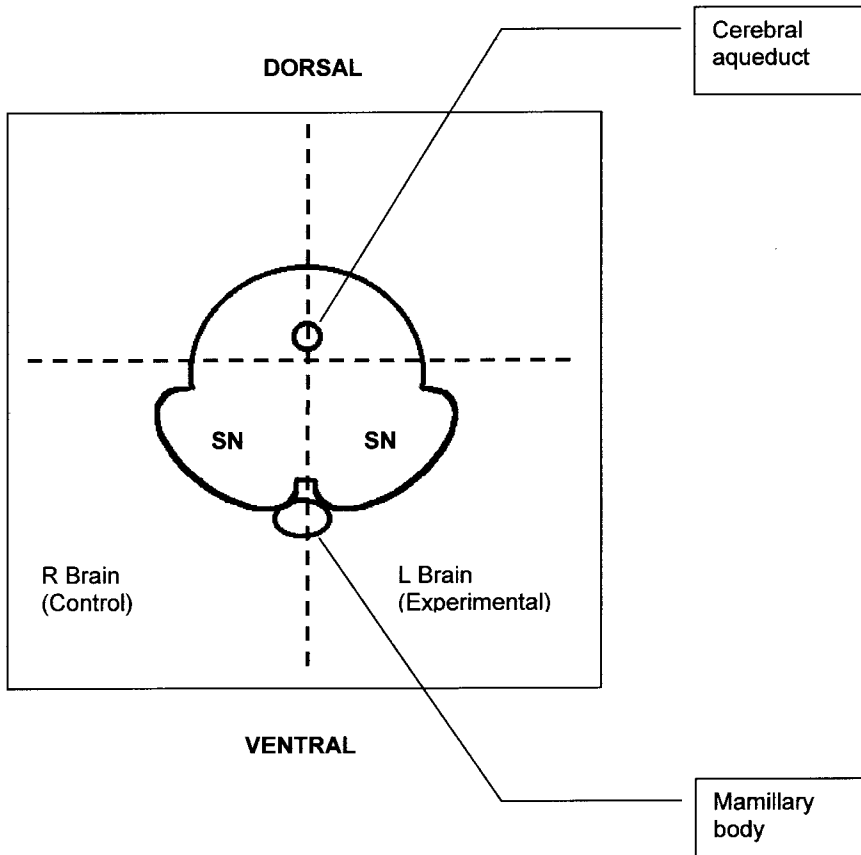 Cerebral
aqueduct
DORSAL
SN
SN
R Brain
(Control)
L Brain
(Experimental)
VENTRAL
Mamillary
body